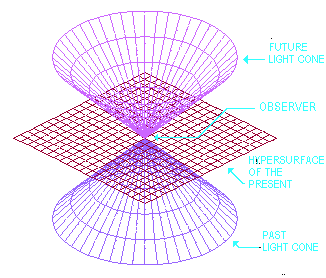 FUTURE
LIGHT CONE
OBSERVER
HYPERSURFACE
OF THE
PRESENT
PAST
LIGHT CONE